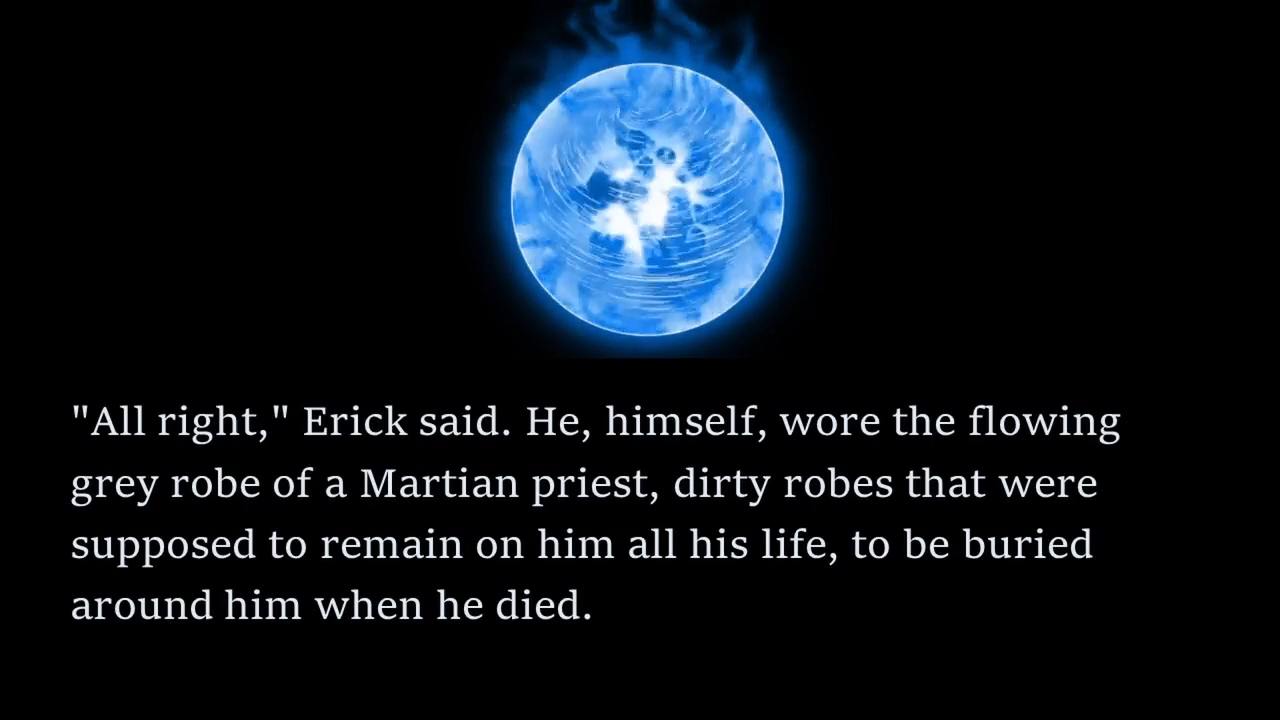 "All right," Erick said. He, himself, wore the flowing
grey robe of a Martian priest, dirty robes that were
supposed to remain on him all his life, to be buried
around him when he died.